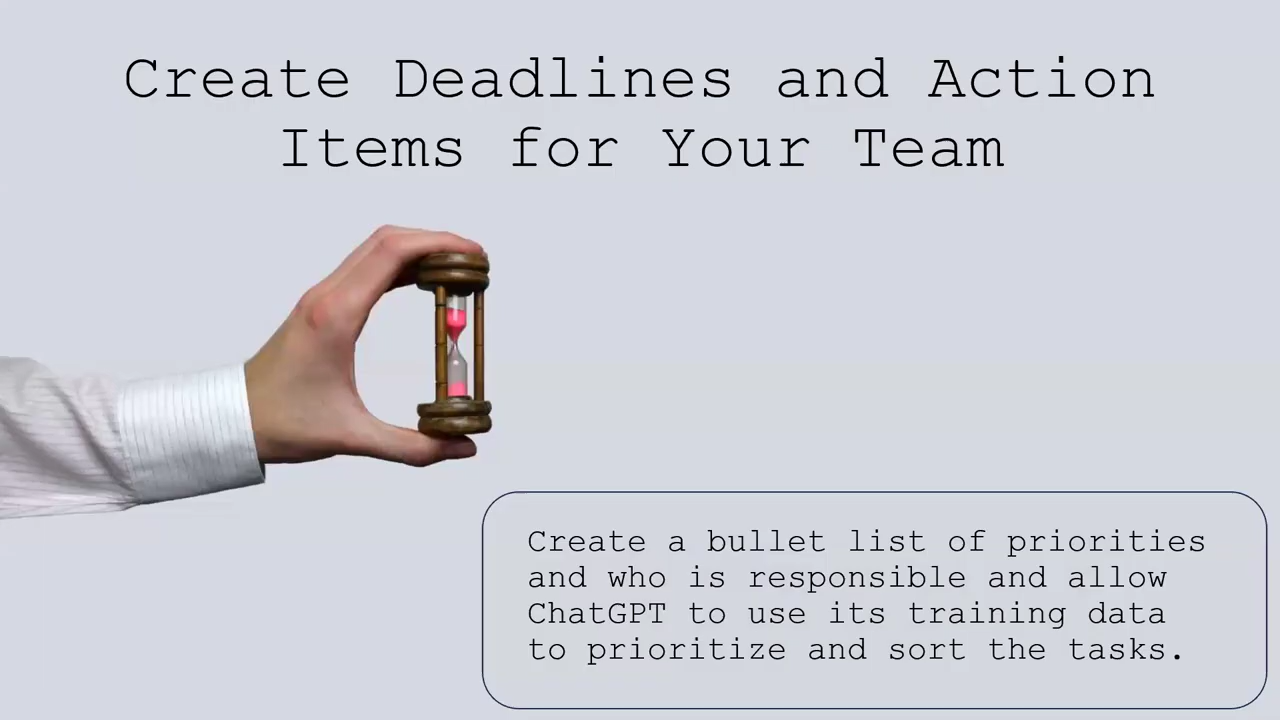 Create Deadlines and Action
Items for Your Team
Create a bullet list of priorities
and who is responsible and allow
ChatGPT to use its training data
to prioritize and sort the tasks.